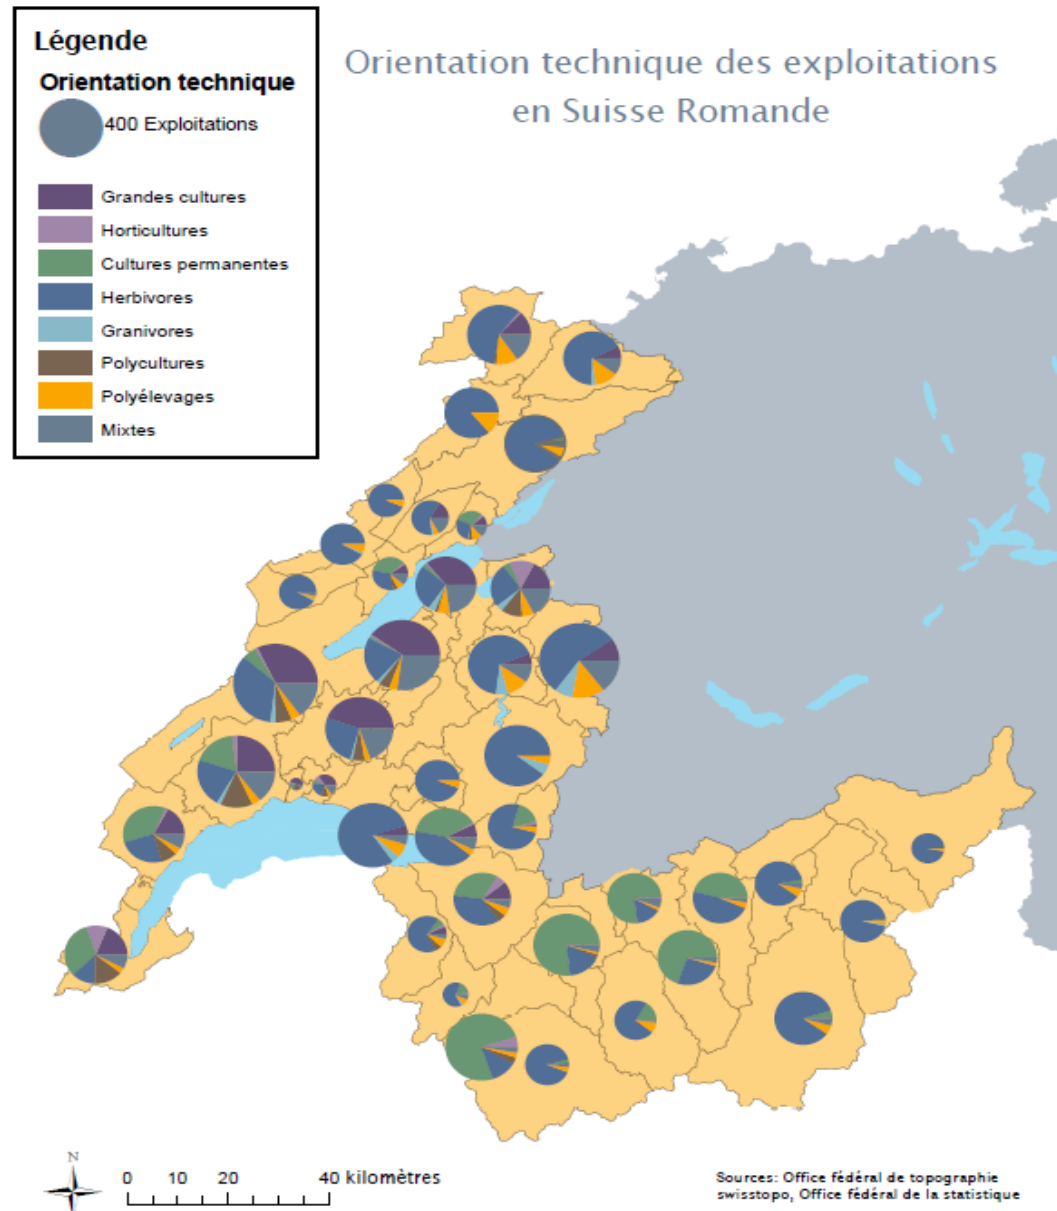 Légende
Orientation technique
400 Exploitations
Grandes cultures
Horticultures
Cultures permanentes
Herbivores
Granivores
Polycultures
Polyélevages
Mixtes
Orientation technique des exploitations
en Suisse Romande
N
0 10 20 40 kilomètres
Sources: Office fédéral de topographie
swisstopo, Office fédéral de la statistique